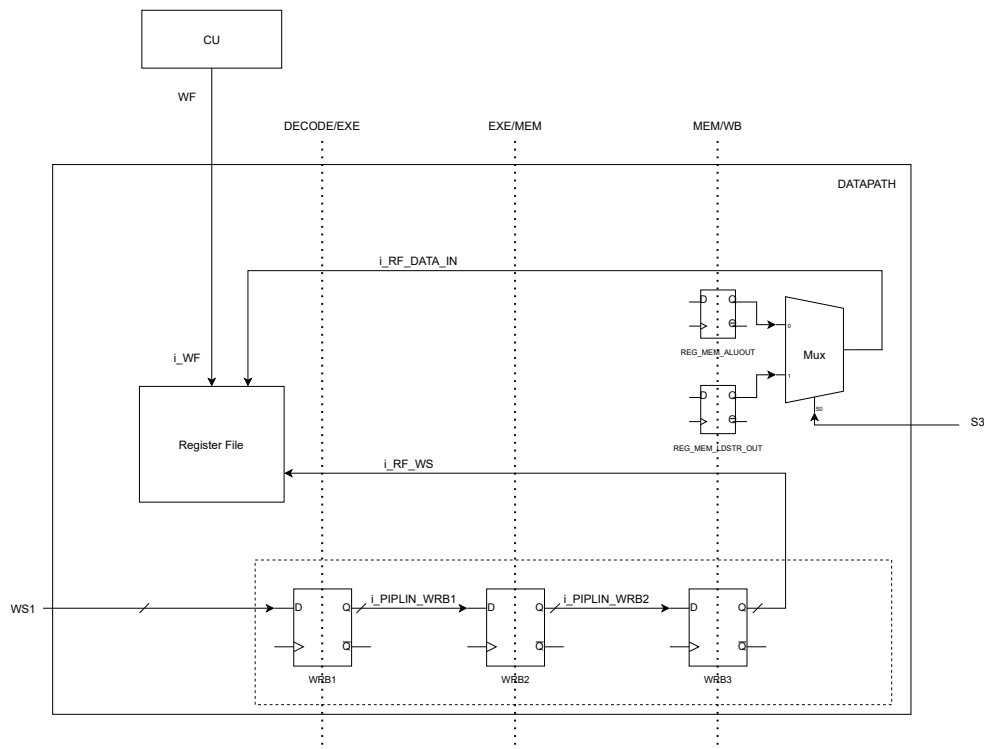 CU
WF
DECODE/EXE
EXE/MEM
MEM/WB
DATAPATH
i_RF_DATA_IN
D
Q
Q
0
Mux
REG_MEM_ALUOUT
i_WF
1
D
Q
Q
S0
S3
Register File
REG_MEM_LDSTR_OUT
i_RF_WS
WS1
D
Q
Q
i_PIPLIN_WRB1
D
Q
Q
i_PIPLIN_WRB2
D
Q
Q
WRB1
WRB2
WRB3